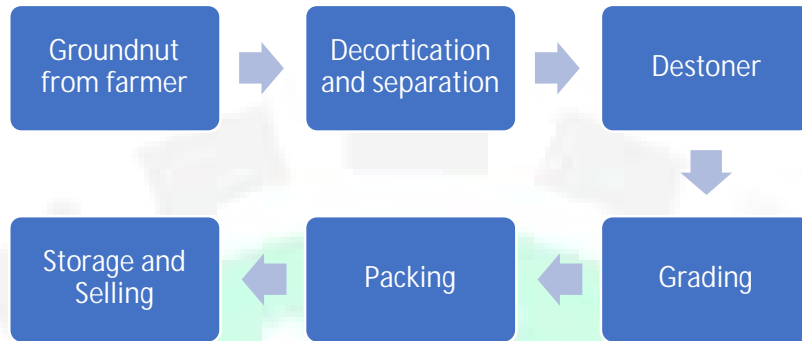 Groundnut
from farmer
Decortication
and separation
Destoner
Grading
Packing
Storage and
Selling